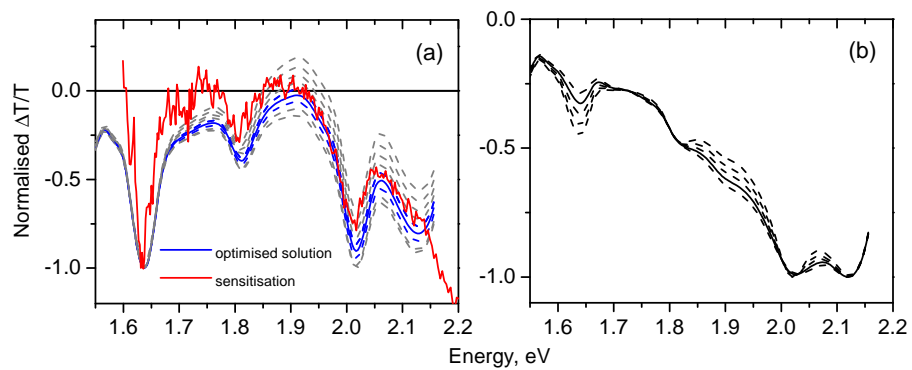 (a)
(b)
Normalised ΔT/T
0.0
-0.5
-1.0
optimised solution
sensitisation
1.6 1.7 1.8 1.9 2.0 2.1 2.2
-0.0
-0.5
-1.0
1.6 1.7 1.8 1.9 2.0 2.1 2.2
Energy, eV